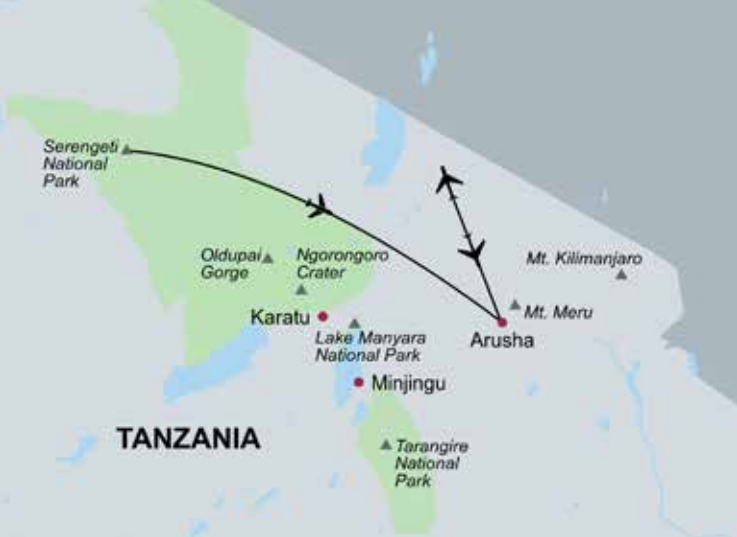 Serengeti
National
Park
Oldupai
Gorge
Ngorongoro
Crater
Mt. Kilimanjaro
Karatu
Mt. Meru
Lake Manyara
National Park
Arusha
Minjingu
TANZANIA
Tarangire
National
Park